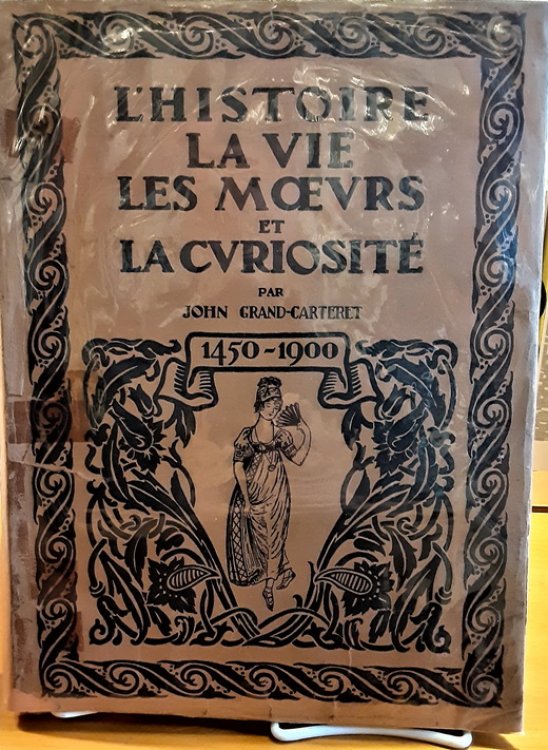 L'HISTOIRE
LA VIE
LES MŒVRS
ET
LA CVRIOSITÉ
PAR
JOHN GRAND-CARTERET
1450-1900